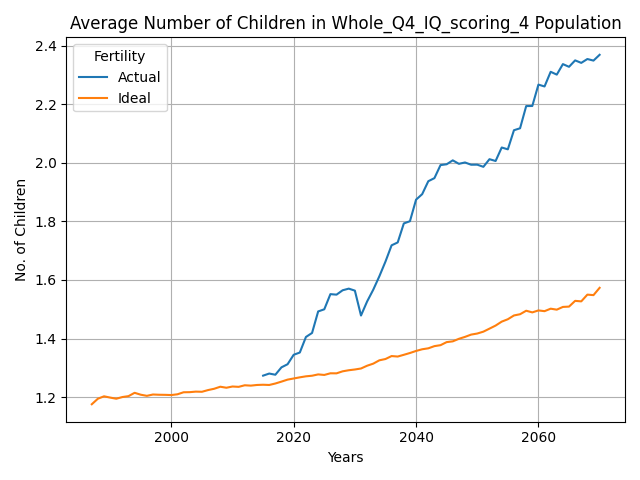 Average Number of Children in Whole_Q4_IQ_scoring_4 Population
Fertility
Actual
Ideal
No. of Children
2.4
2.2
2.0
1.8
1.6
1.4
1.2
2000
2020
2040
2060
Years